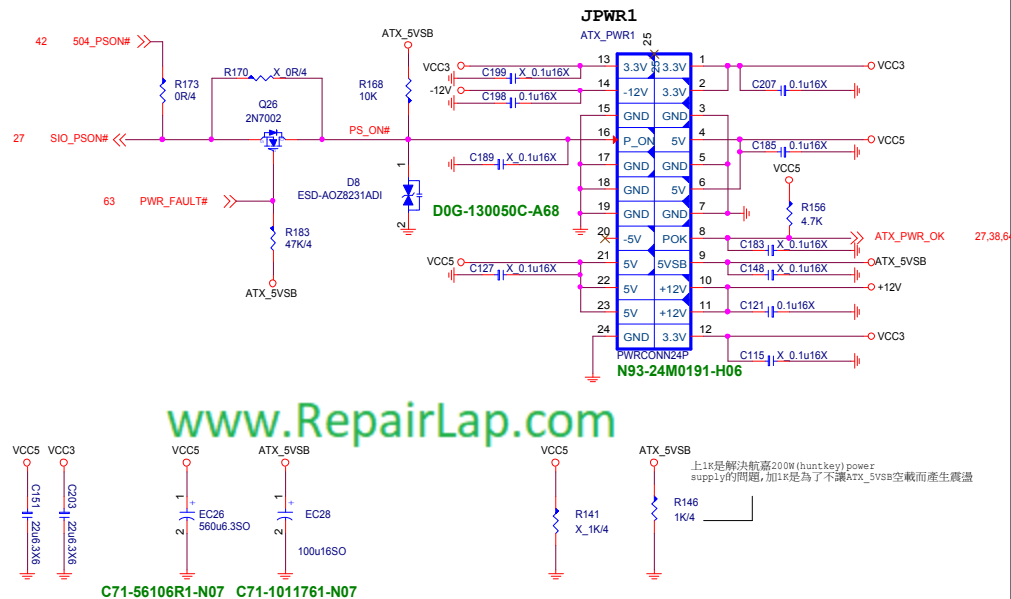 JPWR1
ATX_PWR1
25
25
42 504_PSON#
R173
0R/4
R170 X_0R/4
Q26
2N7002
27 SIO_PSON#
63 PWR_FAULT#
R183
47K/4
ATX_5VSB
ATX_5VSB
R168
10K
PS_ON#
1
D8
ESD-AOZ8231ADI
2
D0G-130050C-A68
VCC3
C199 X_0.1u16X
-12V
C198 0.1u16X
C189 X_0.1u16X
VCC5
C127 X_0.1u16X
13 3.3V 3.3V 1
14 -12V 3.3V 2
15 GND GND 3
16 P_ON 5V 4
17 GND GND 5
18 GND 5V 6
19 GND GND 7
20 -5V POK 8
21 5V 5VSB 9
22 5V +12V 10
23 5V +12V 11
24 GND 3.3V 12
PWRCONN24P
N93-24M0191-H06
VCC3
C207 0.1u16X
VCC5
C185 0.1u16X
VCC5
R156
4.7K
ATX_PWR_OK 27,38,64
C183 X_0.1u16X
ATX_5VSB
C148 X_0.1u16X
+12V
C121 0.1u16X
VCC3
C115 X_0.1u16X
www.RepairLap.com
VCC5 VCC3
C151 22u6.3X6
C203 22u6.3X6
VCC5
1
+
EC26
560u6.3SO
2
C71-56106R1-N07
ATX_5VSB
1
+
EC28
100u16SO
2
C71-1011761-N07
VCC5
R141
X_1K/4
ATX_5VSB
R146
1K/4
上1K是解決航嘉200W(huntkey)power
supply的問題,加1K是為了不讓ATX_5VSB空載而產生震盪